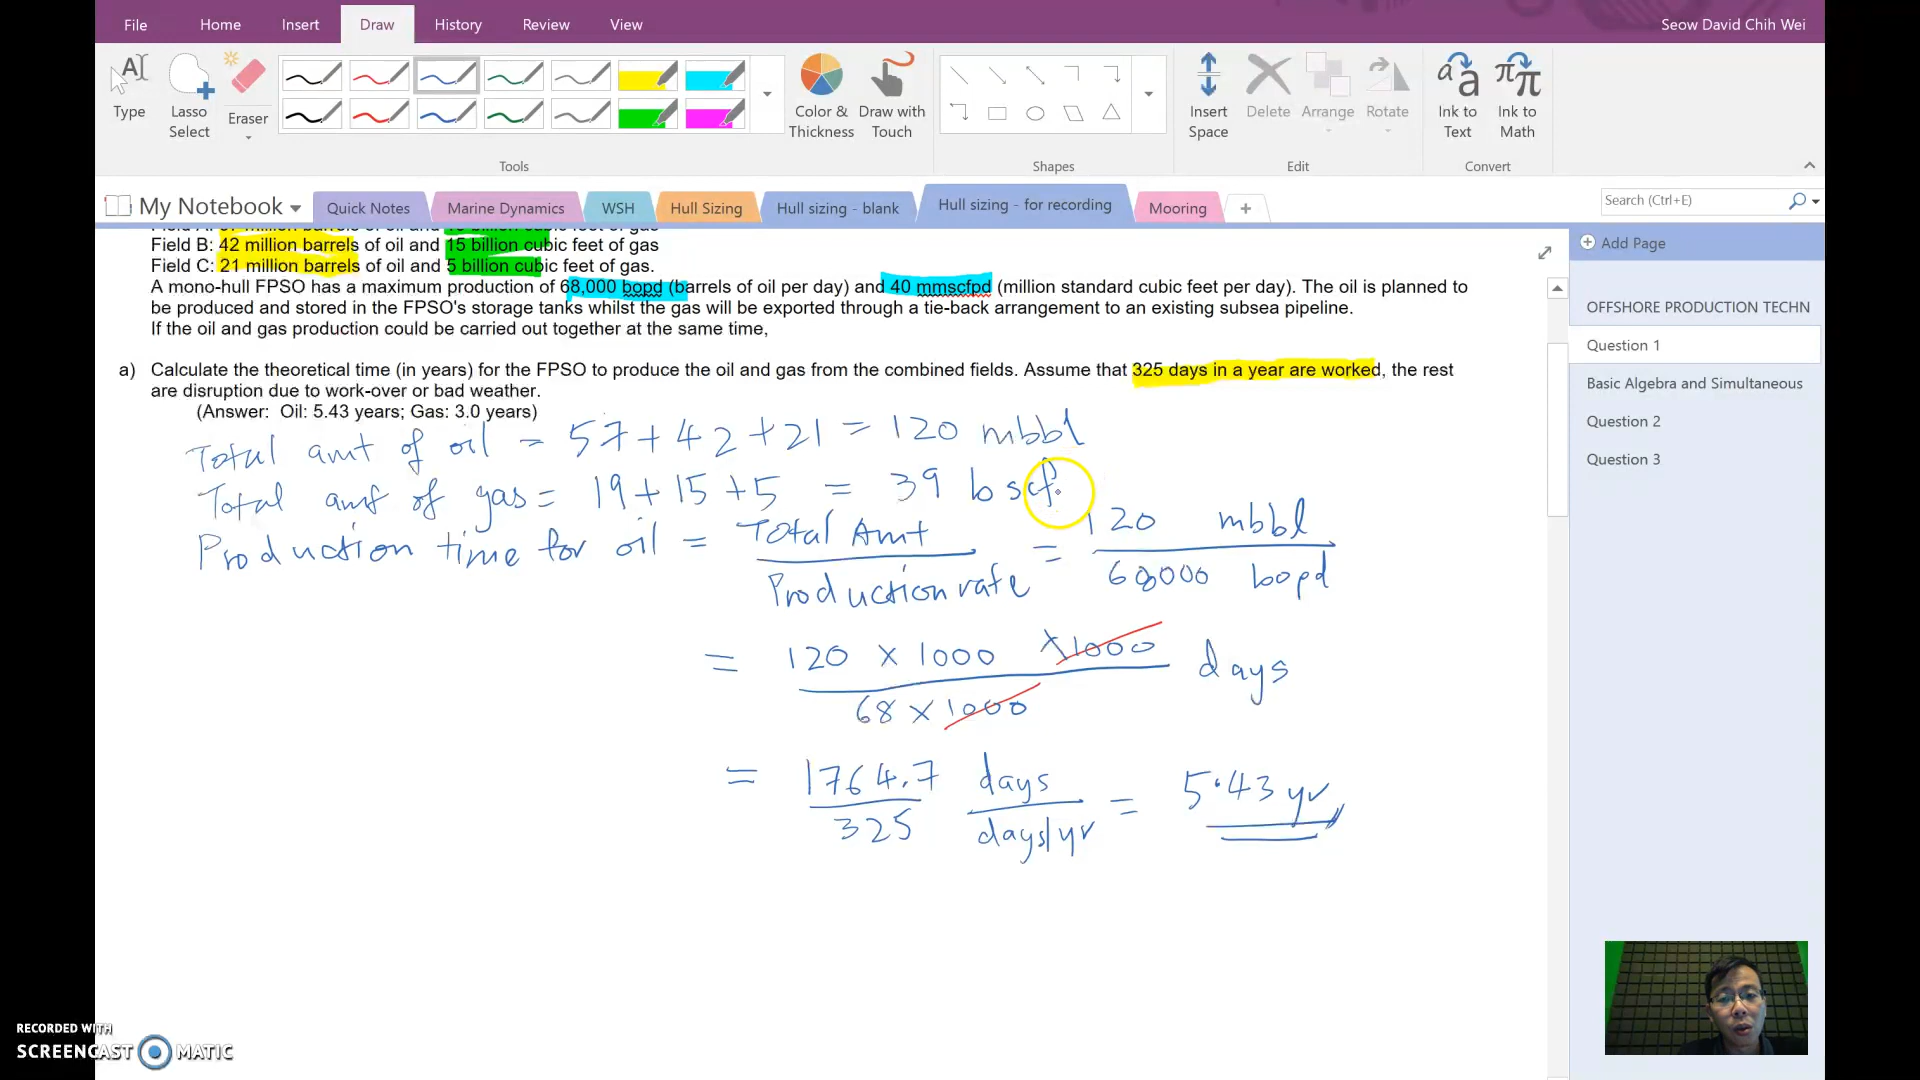 Seow David Chih Wei
File Home Insert Draw History Review View
Type
Lasso Select
Eraser
Color & Thickness
Draw with Touch
Insert Space
Delete
Arrange
Rotate
Ink to Text
Ink to Math
Tools
Shapes
Edit
Convert
My Notebook
Quick Notes
Marine Dynamics
WSH
Hull Sizing
Hull sizing - blank
Hull sizing - for recording
Mooring
Search (Ctrl+E)
Add Page
OFFSHORE PRODUCTION TECHN
Question 1
Basic Algebra and Simultaneous
Question 2
Question 3
Field B: 42 million barrels of oil and 15 billion cubic feet of gas
Field C: 21 million barrels of oil and 5 billion cubic feet of gas.
A mono-hull FPSO has a maximum production of 68,000 bopd (barrels of oil per day) and 40 mmscfpd (million standard cubic feet per day). The oil is planned to
be produced and stored in the FPSO's storage tanks whilst the gas will be exported through a tie-back arrangement to an existing subsea pipeline.
If the oil and gas production could be carried out together at the same time,
a) Calculate the theoretical time (in years) for the FPSO to produce the oil and gas from the combined fields. Assume that 325 days in a year are worked, the rest
are disruption due to work-over or bad weather.
(Answer: Oil: 5.43 years; Gas: 3.0 years)
Total amt of oil = 57 + 42 + 21 = 120 mbbl
Total amt of gas = 19 + 15 + 5 = 39 bscf
Production time for oil = Total Amt / Production rate = 120 mbbl / 68000 bopd
= 120 x 1000 x 1000 / 68 x 1000 days
= 1764.7 / 325 days / days/yr = 5.43 yr
RECORDED WITH
SCREENCAST MATIC